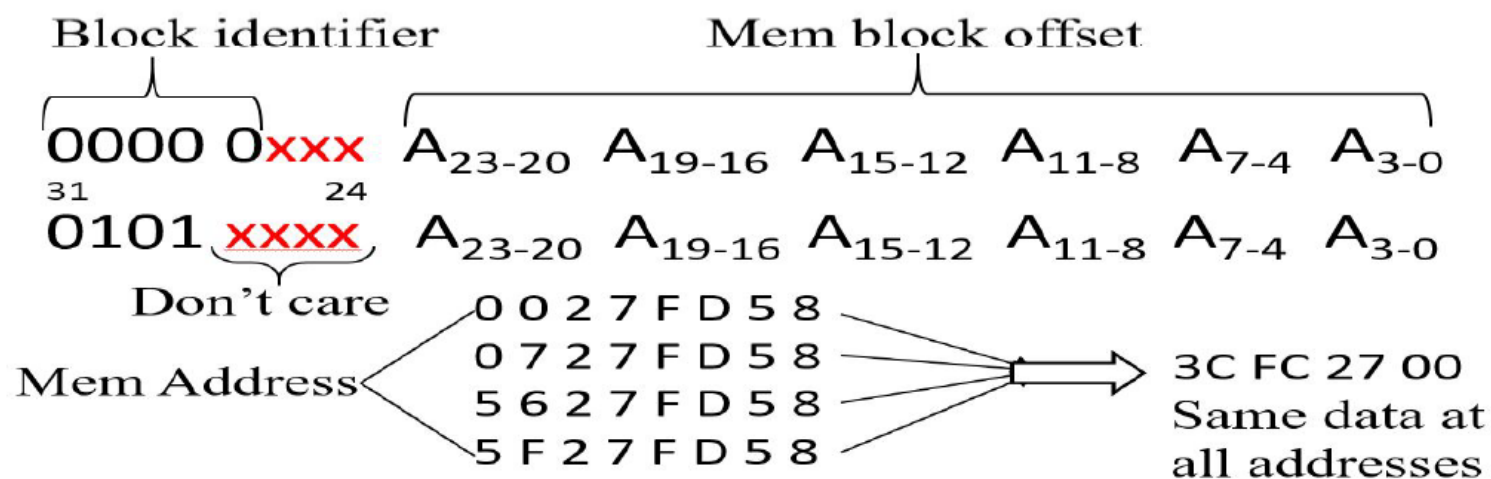 Block identifier Mem block offset
0000 0xxx A23-20 A19-16 A15-12 A11-8 A7-4 A3-0
31 24
0101 xxxx A23-20 A19-16 A15-12 A11-8 A7-4 A3-0
Don't care
0 0 2 7 F D 5 8
0 7 2 7 F D 5 8
Mem Address
5 6 2 7 F D 5 8
5 F 2 7 F D 5 8
3C FC 27 00
Same data at
all addresses